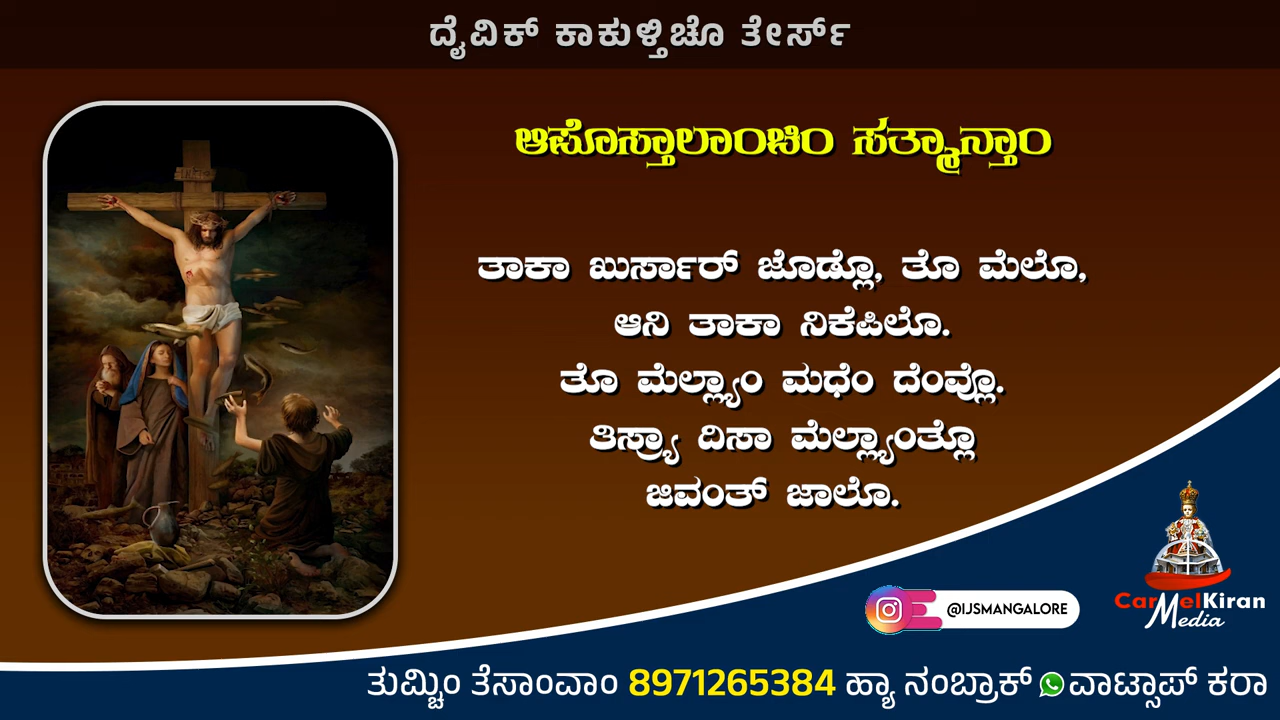 ದೈವಿಕ್ ಕಾಕುಳ್ತಿಚೊ ತೇರ್ಸ್
ಆಪೊಸ್ತಾಲಾಂಚಿಂ ಸತ್ಮಾನ್ತಾಂ
ತಾಕಾ ಖುರ್ಸಾರ್ ಜೊಡ್ಲೊ, ತೊ ಮೆಲೊ,
ಆನಿ ತಾಕಾ ನಿಕೆಪಿಲೊ.
ತೊ ಮೆಲ್ಲ್ಯಾಂ ಮಧೆಂ ದೆಂವ್ಲೊ.
ತಿಸ್ರ್ಯಾ ದಿಸಾ ಮೆಲ್ಲ್ಯಾಂತ್ಲೊ
ಜಿವಂತ್ ಜಾಲೊ.
@IJSMANGALORE
CarmelKiran
Media
ತುಮ್ಚಿಂ ತೆಸಾಂವಾಂ 8971265384 ಹ್ಯಾ ನಂಬ್ರಾಕ್ ವಾಟ್ಸಾಪ್ ಕರಾ